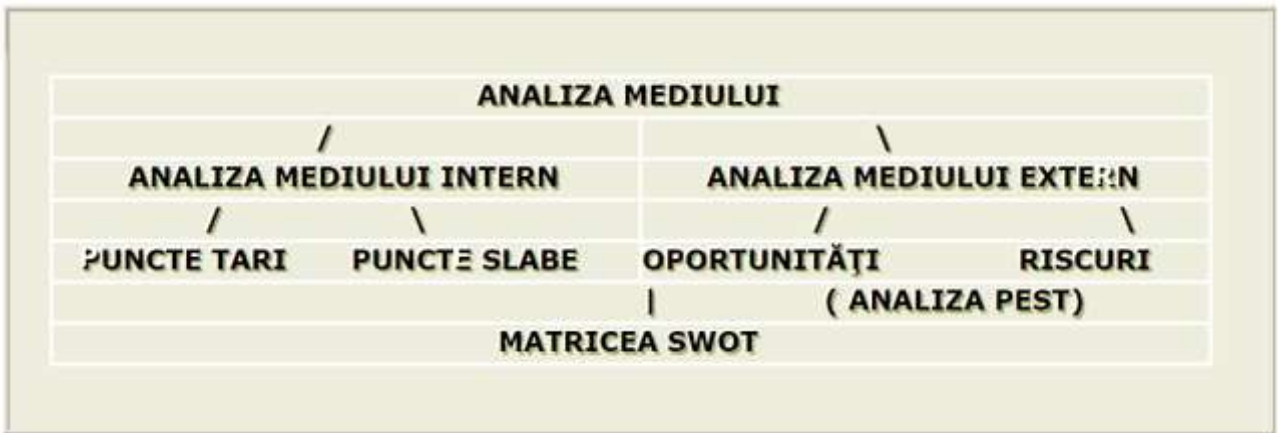 ANALIZA MEDIULUI
/ \
ANALIZA MEDIULUI INTERN ANALIZA MEDIULUI EXTERN
/ \ / \
PUNCTE TARI PUNCTE SLABE OPORTUNITĂŢI RISCURI
| ( ANALIZA PEST)
MATRICEA SWOT